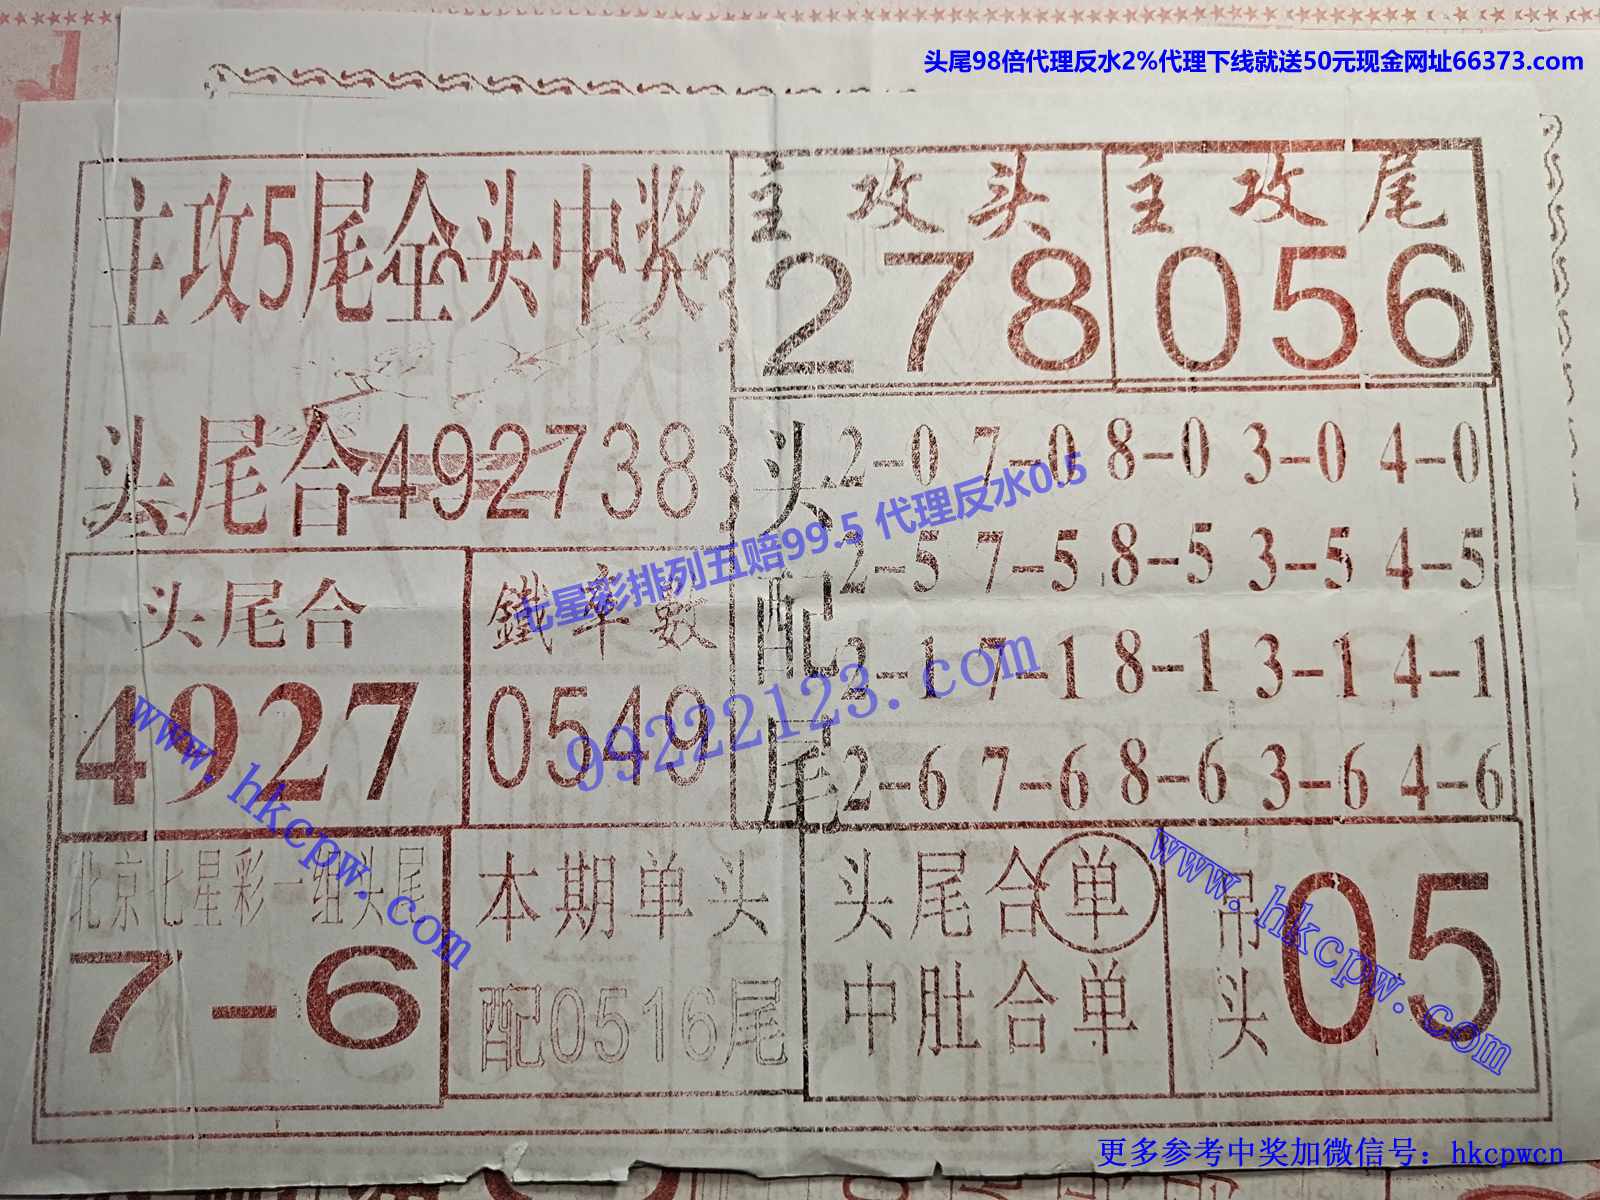 头尾98倍代理反水2%代理下线就送50元现金网址66373.com
主攻5尾全头中奖
主攻头
278
主攻尾
056
头尾合492738
头配尾
2-0 7-0 8-0 3-0 4-0
2-5 7-5 8-5 3-5 4-5
2-1 7-1 8-1 3-1 4-1
2-6 7-6 8-6 3-6 4-6
七星彩排列五赔99.5 代理反水0.5
99222123.com
头尾合
4927
鐵率數
0549
www.hkcpw.com
北京七星彩一组头尾
7-6
本期单头
配0516尾
头尾合单
中肚合单
吊头
05
www.hkcpw.com
更多参考中奖加微信号：hkcpwcn